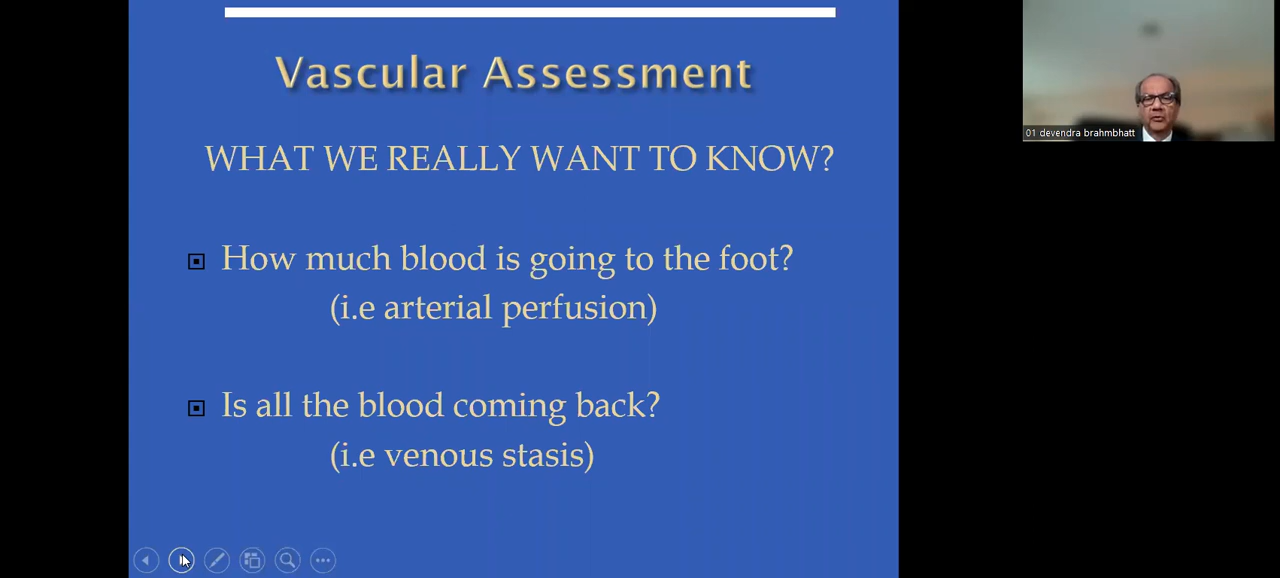 Vascular Assessment
WHAT WE REALLY WANT TO KNOW?
How much blood is going to the foot?
(i.e arterial perfusion)
Is all the blood coming back?
(i.e venous stasis)
01 devendra brahmbhatt